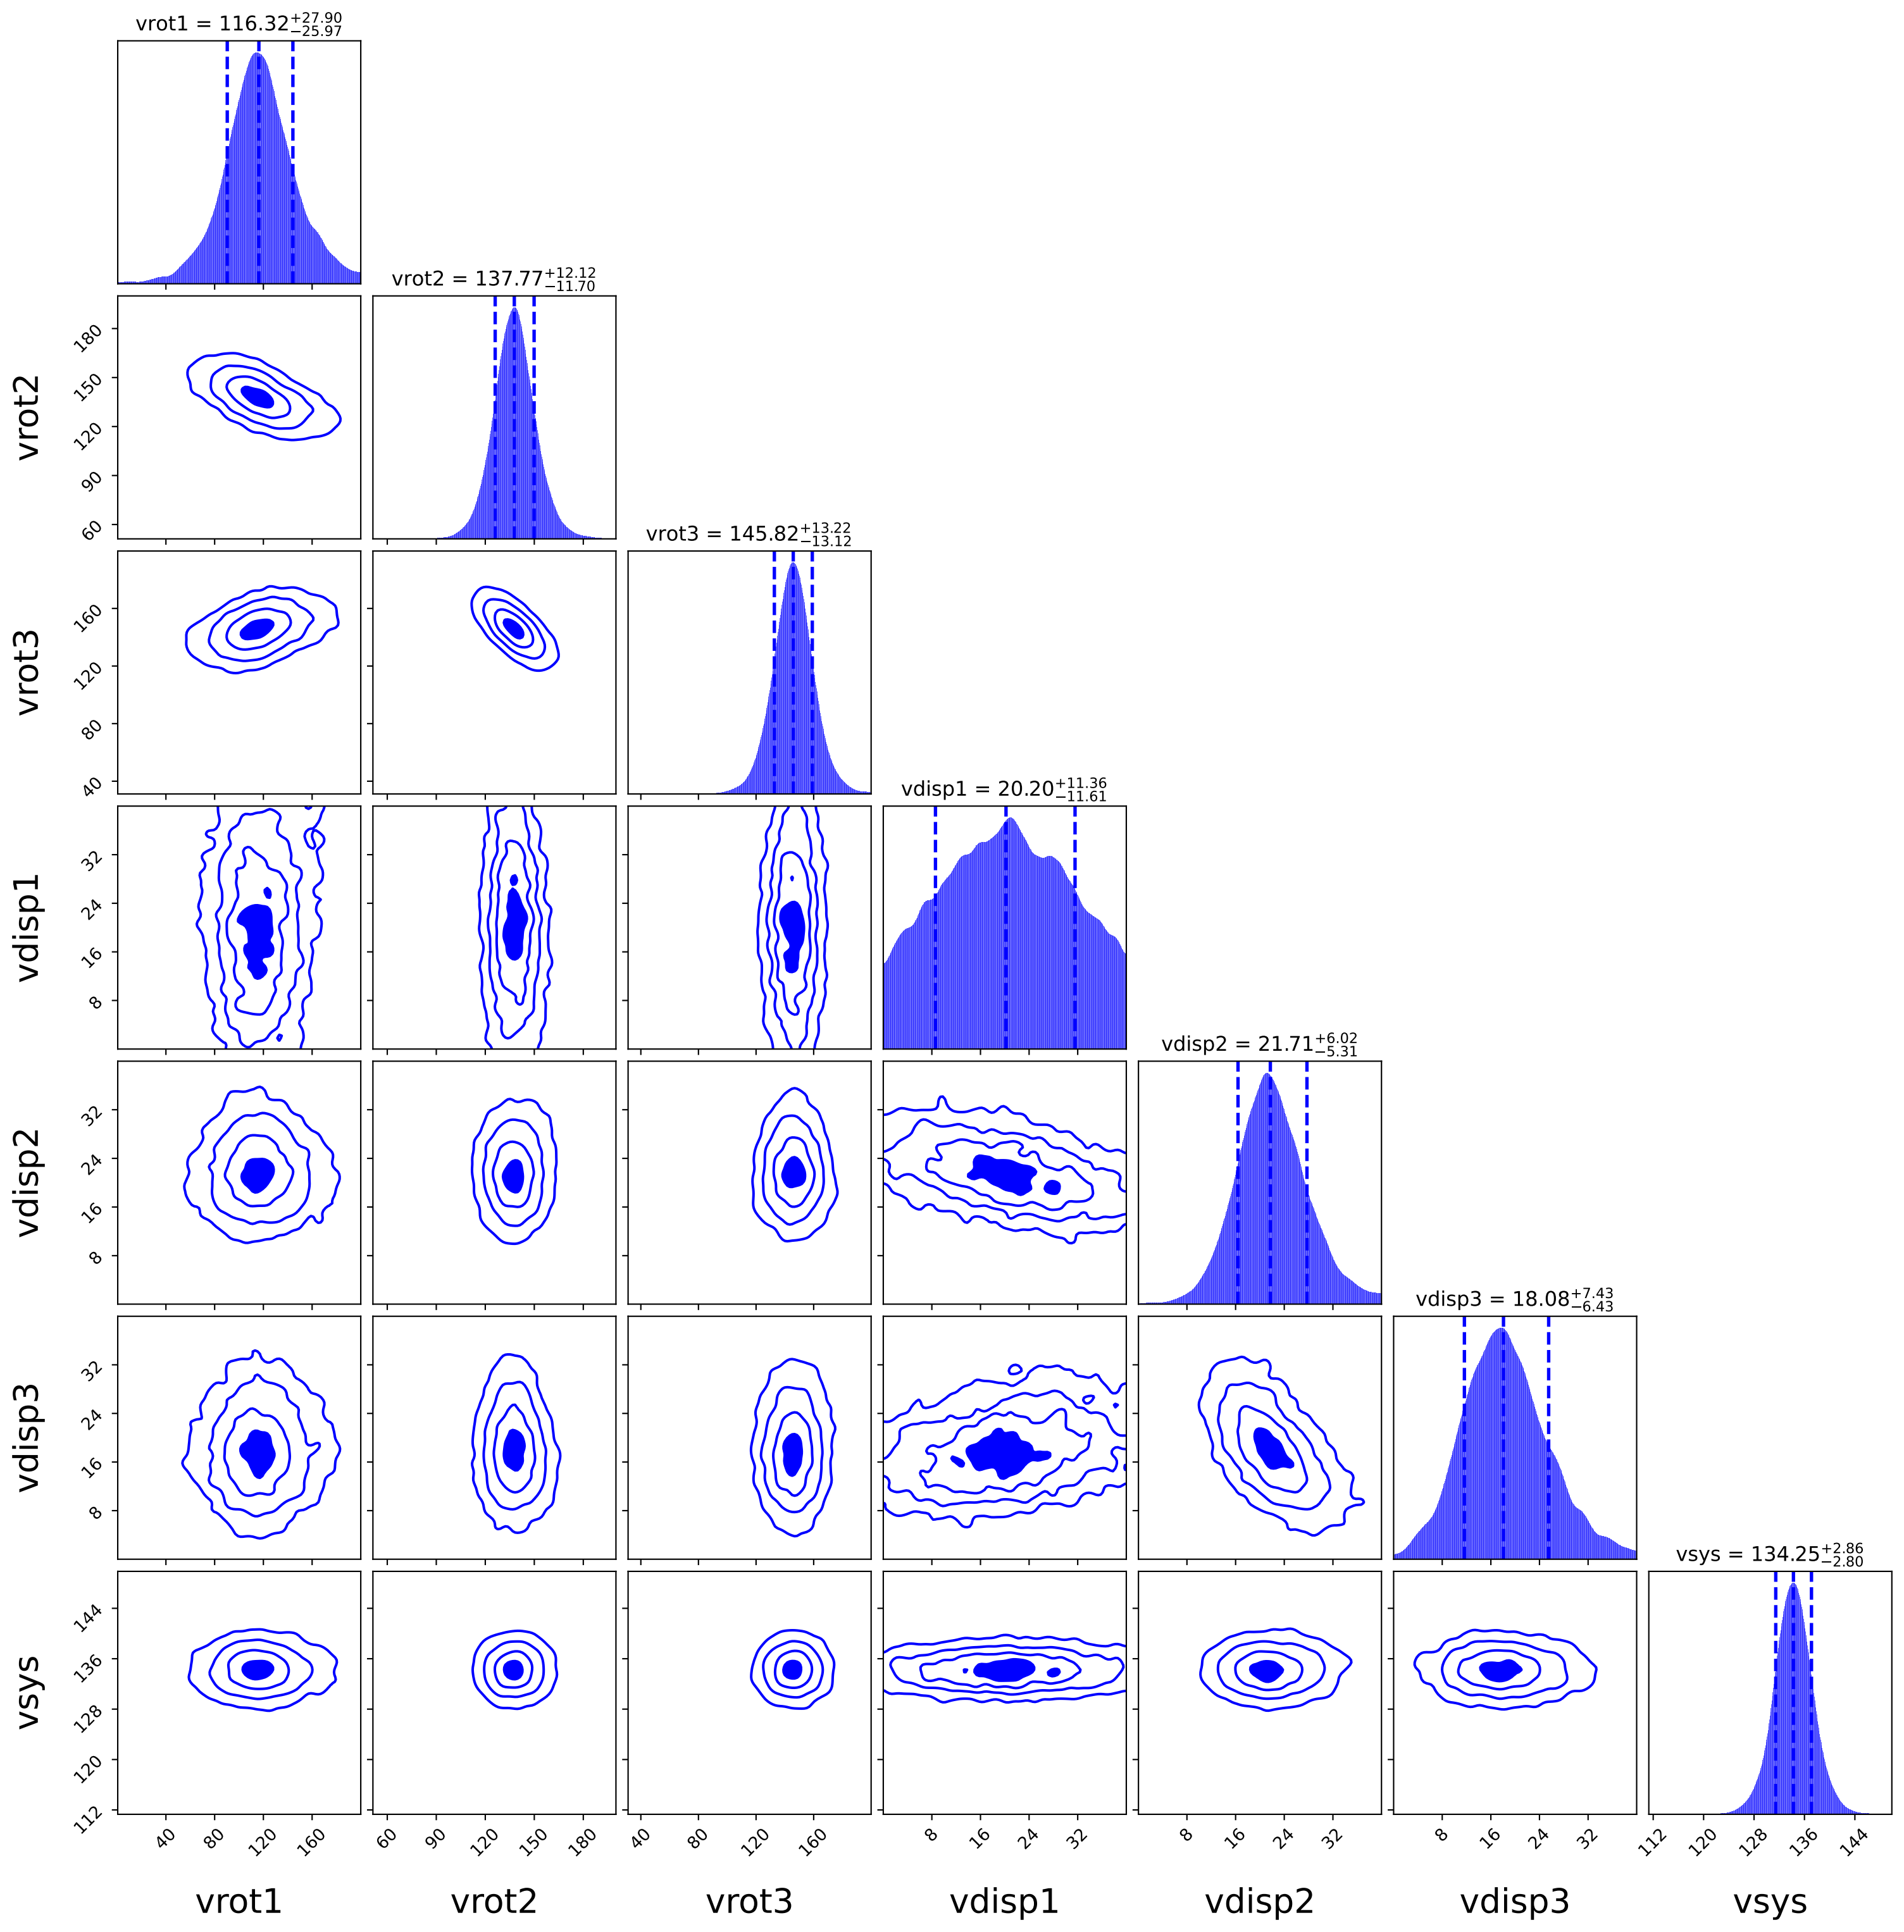 vrot1 = 116.32 +27.90 −25.97
vrot2 = 137.77 +12.12 −11.70
180
150
120
90
60
vrot2
vrot3 = 145.82 +13.22 −13.12
160
120
80
40
vrot3
vdisp1 = 20.20 +11.36 −11.61
32
24
16
8
vdisp1
vdisp2 = 21.71 +6.02 −5.31
32
24
16
8
vdisp2
vdisp3 = 18.08 +7.43 −6.43
32
24
16
8
vdisp3
vsys = 134.25 +2.86 −2.80
144
136
128
120
112
vsys
40 80 120 160 60 90 120 150 180 40 80 120 160 8 16 24 32 8 16 24 32 8 16 24 32 112 120 128 136 144
vrot1 vrot2 vrot3 vdisp1 vdisp2 vdisp3 vsys